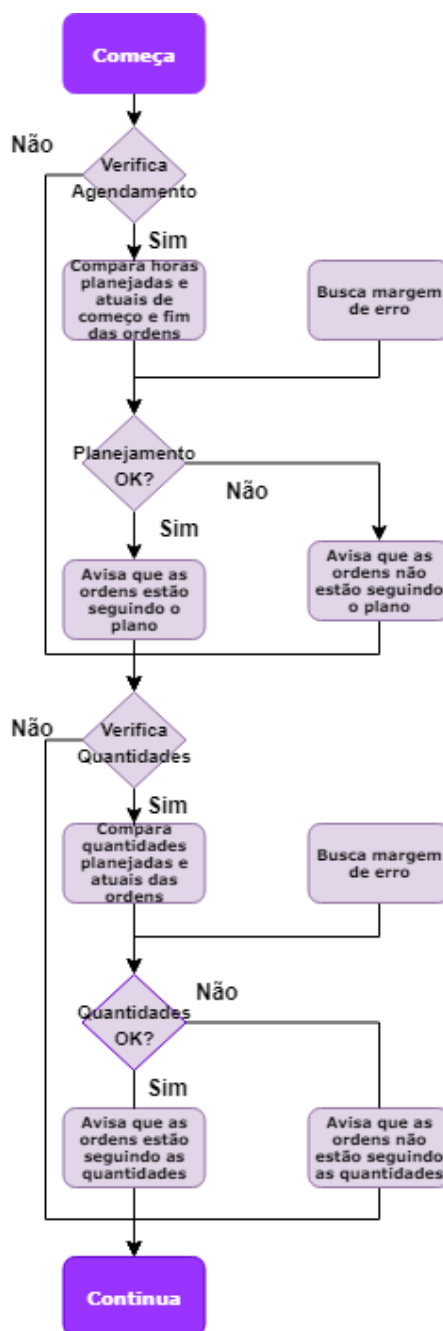 Começa
Não
Verifica
Agendamento
Sim
Compara horas
planejadas e
atuais de
começo e fim
das ordens
Busca margem
de erro
Planejamento
OK?
Não
Sim
Avisa que as
ordens estão
seguindo o
plano
Avisa que as
ordens não
estão seguindo
o plano
Não
Verifica
Quantidades
Sim
Compara
quantidades
planejadas e
atuais das
ordens
Busca margem
de erro
Não
Quantidades
OK?
Sim
Avisa que as
ordens estão
seguindo as
quantidades
Avisa que as
ordens não
estão seguindo
as quantidades
Continua